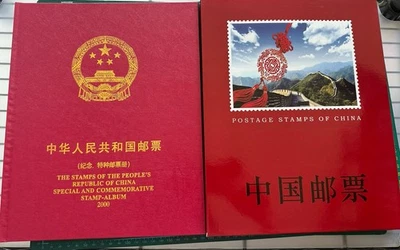 中华人民共和国邮票
(纪念、特种邮票册)
THE STAMPS OF THE PEOPLE'S
REPUBLIC OF CHINA
SPECIAL AND COMMEMORATIVE
STAMP-ALBUM
2000
POSTAGE STAMPS OF CHINA
中国邮票